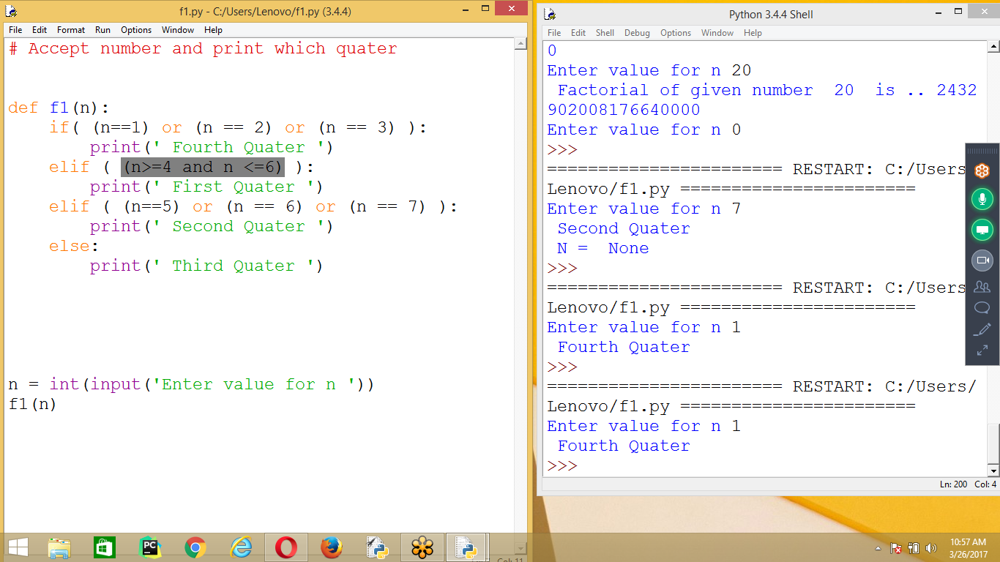 f1.py - C:/Users/Lenovo/f1.py (3.4.4)
File Edit Format Run Options Window Help
# Accept number and print which quater
def f1(n):
    if( (n==1) or (n == 2) or (n == 3) ):
        print(' Fourth Quater ')
    elif ( (n>=4 and n <=6) ):
        print(' First Quater ')
    elif ( (n==5) or (n == 6) or (n == 7) ):
        print(' Second Quater ')
    else:
        print(' Third Quater ')
n = int(input('Enter value for n '))
f1(n)
Col: 11
Python 3.4.4 Shell
File Edit Shell Debug Options Window Help
0
Enter value for n 20
 Factorial of given number  20  is .. 2432
902008176640000
Enter value for n 0
>>>
======================= RESTART: C:/Users
Lenovo/f1.py =======================
Enter value for n 7
 Second Quater
 N =  None
>>>
======================= RESTART: C:/Users
Lenovo/f1.py =======================
Enter value for n 1
 Fourth Quater
>>>
======================= RESTART: C:/Users/
Lenovo/f1.py =======================
Enter value for n 1
 Fourth Quater
>>>
Ln: 200 Col: 4
PC
10:57 AM
3/26/2017